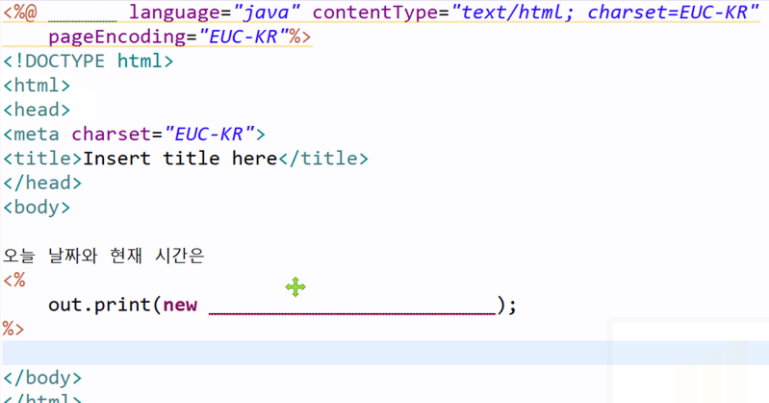 <%@ ______ language="java" contentType="text/html; charset=EUC-KR"
pageEncoding="EUC-KR"%>
<!DOCTYPE html>
<html>
<head>
<meta charset="EUC-KR">
<title>Insert title here</title>
</head>
<body>
오늘 날짜와 현재 시간은
<%
out.print(new _________________________);
%>
</body>
</html>